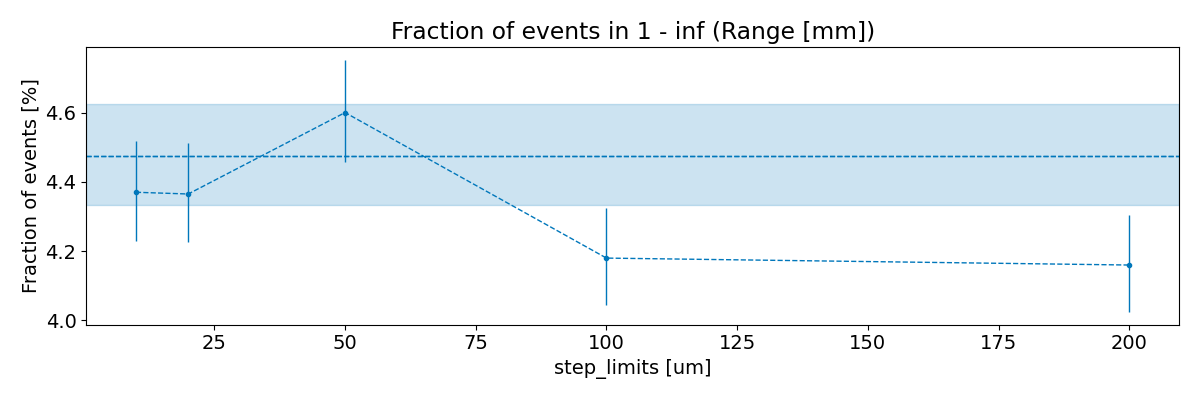 Fraction of events in 1 - inf (Range [mm])
Fraction of events [%]
4.6
4.4
4.2
4.0
25 50 75 100 125 150 175 200
step_limits [um]